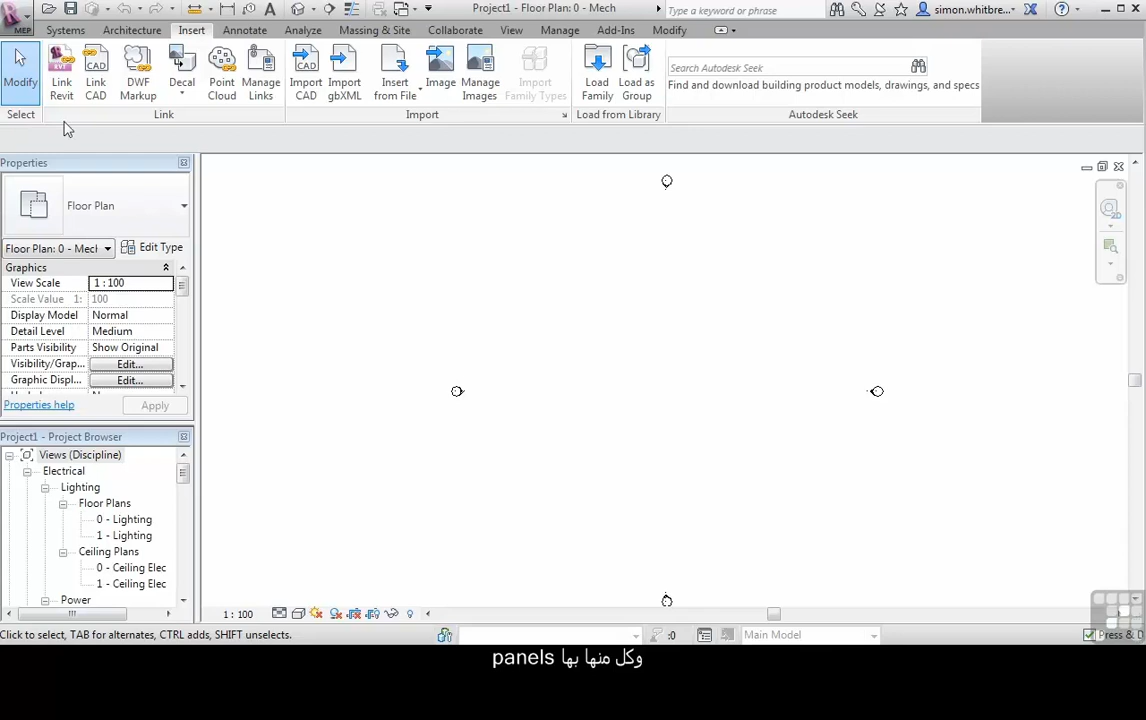 Project1 - Floor Plan: 0 - Mech
Type a keyword or phrase
simon.whitbre...
MEP
Systems Architecture Insert Annotate Analyze Massing & Site Collaborate View Manage Add-Ins Modify
Modify
Link Revit
Link CAD
DWF Markup
Decal
Point Cloud
Manage Links
Import CAD
Import gbXML
Insert from File
Image
Manage Images
Import Family Types
Load Family
Load as Group
Search Autodesk Seek
Find and download building product models, drawings, and specs
Select Link Import Load from Library Autodesk Seek
Properties
Floor Plan
Floor Plan: 0 - Mech
Edit Type
Graphics
View Scale 1 : 100
Scale Value 1: 100
Display Model Normal
Detail Level Medium
Parts Visibility Show Original
Visibility/Grap... Edit...
Graphic Displ... Edit...
Properties help
Apply
Project1 - Project Browser
Views (Discipline)
Electrical
Lighting
Floor Plans
0 - Lighting
1 - Lighting
Ceiling Plans
0 - Ceiling Elec
1 - Ceiling Elec
Power
2D
1 : 100
Click to select, TAB for alternates, CTRL adds, SHIFT unselects.
:0
Main Model
Press & D
وكل منها بها panels